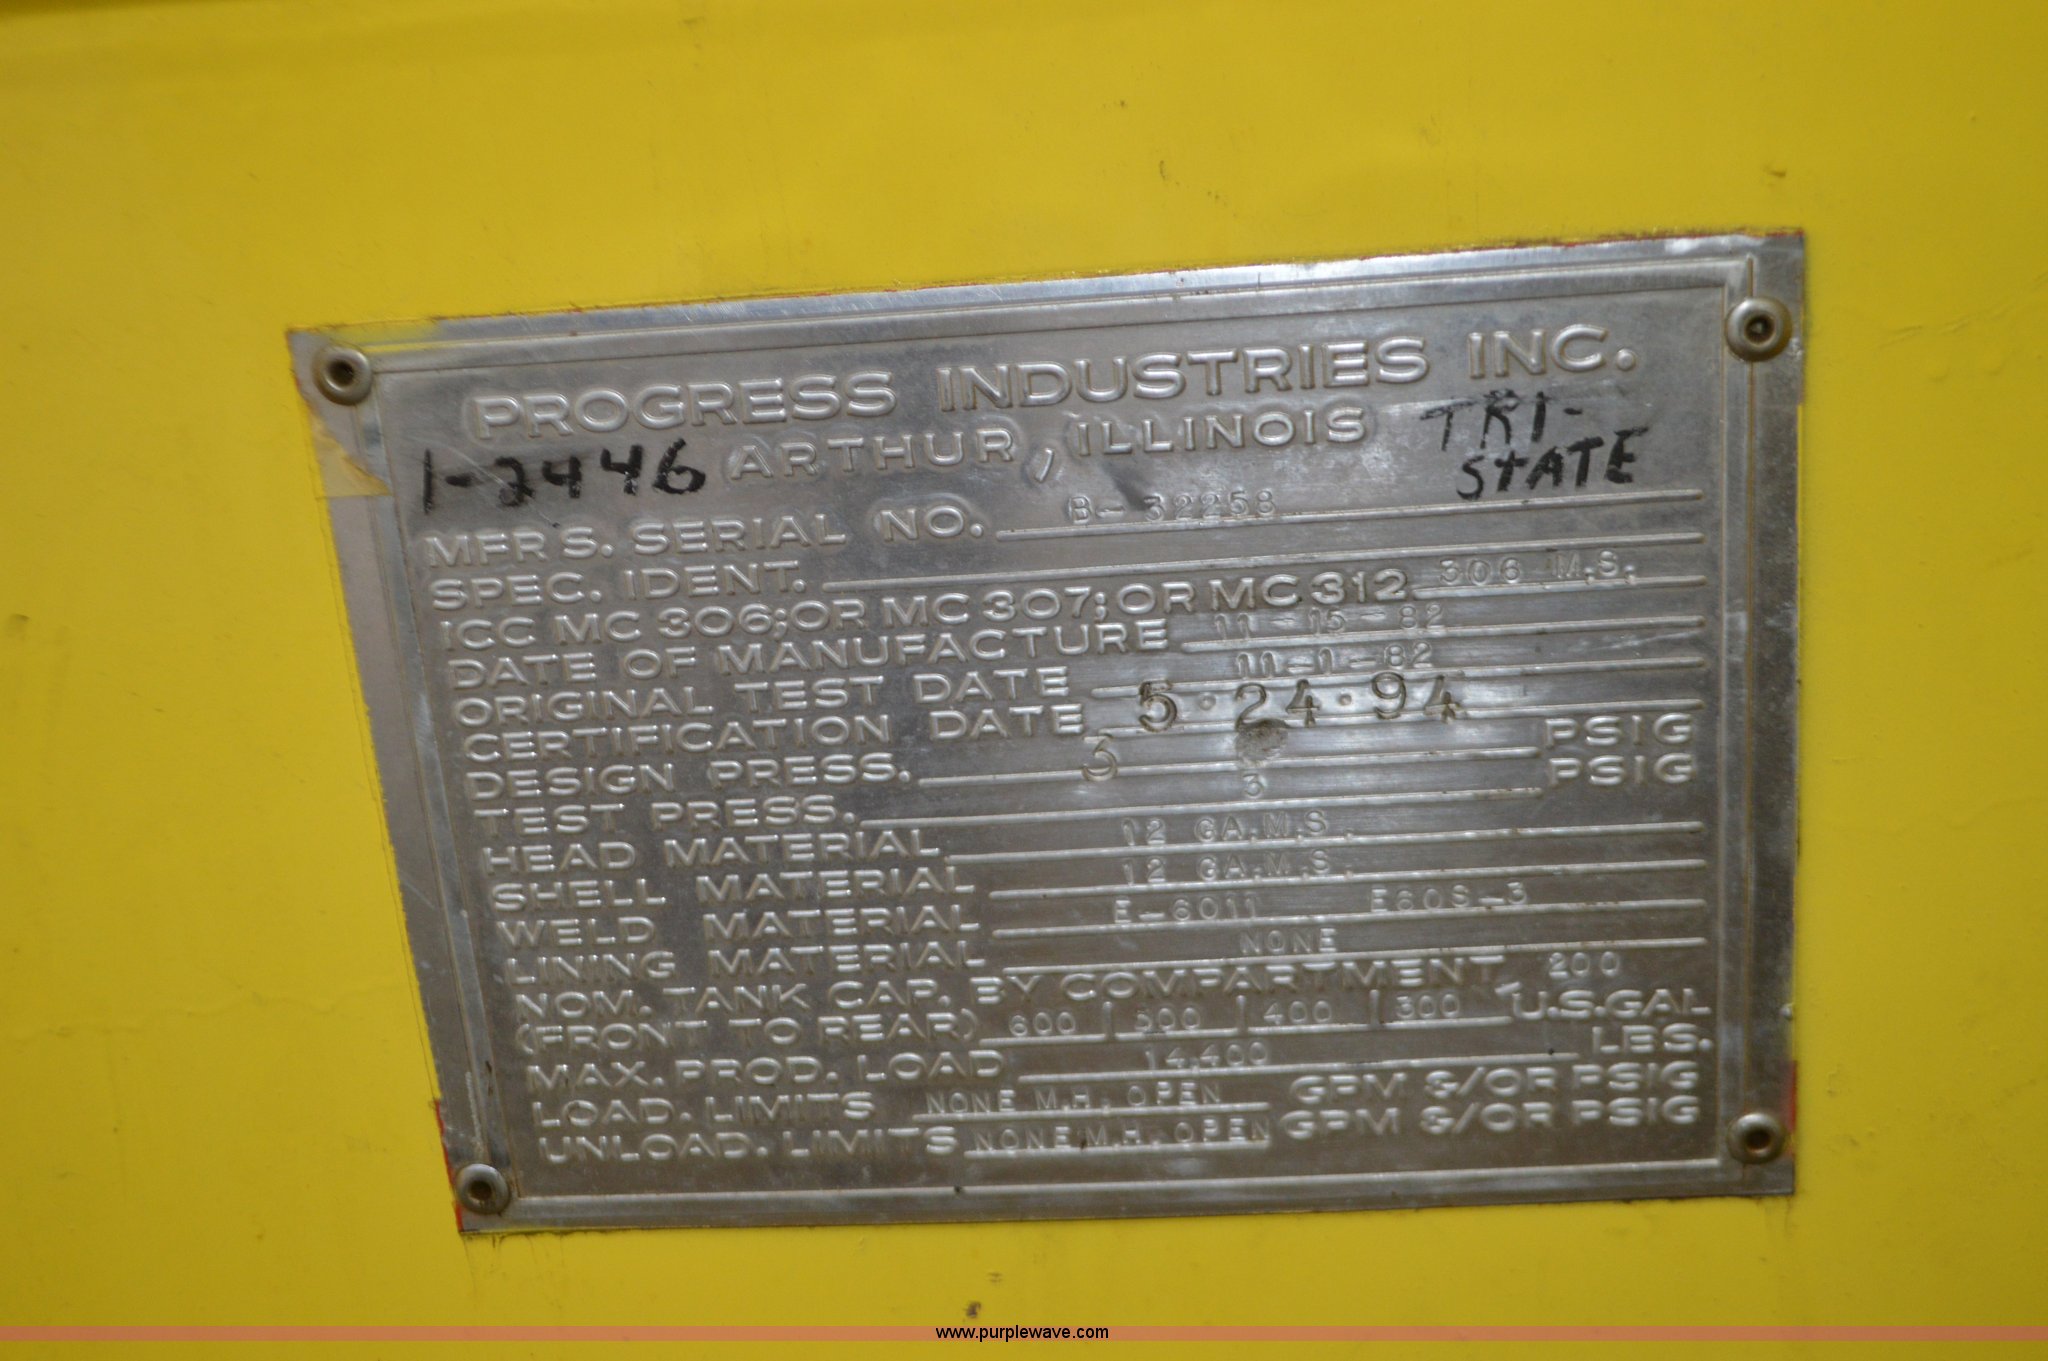 PROGRESS INDUSTRIES INC.
1-2446 ARTHUR, ILLINOIS TRI-
STATE
MFRS. SERIAL NO. B-32258
SPEC. IDENT.
ICC MC 306;OR MC 307;OR MC 312 306 M.S.
DATE OF MANUFACTURE 11-15-82
ORIGINAL TEST DATE 11-1-82
CERTIFICATION DATE 5·24·94
DESIGN PRESS. 3 PSIG
TEST PRESS. 3 PSIG
HEAD MATERIAL 12 GA.M.S.
SHELL MATERIAL 12 GA.M.S.
WELD MATERIAL E-6011 E60S-3
LINING MATERIAL NONE
NOM. TANK CAP. BY COMPARTMENT 200
(FRONT TO REAR) 600 | 500 | 400 | 300 U.S.GAL
MAX. PROD. LOAD 14,400 LBS.
LOAD. LIMITS NONE M.H. OPEN GPM &/OR PSIG
UNLOAD. LIMITS NONE M.H. OPEN GPM &/OR PSIG
www.purplewave.com